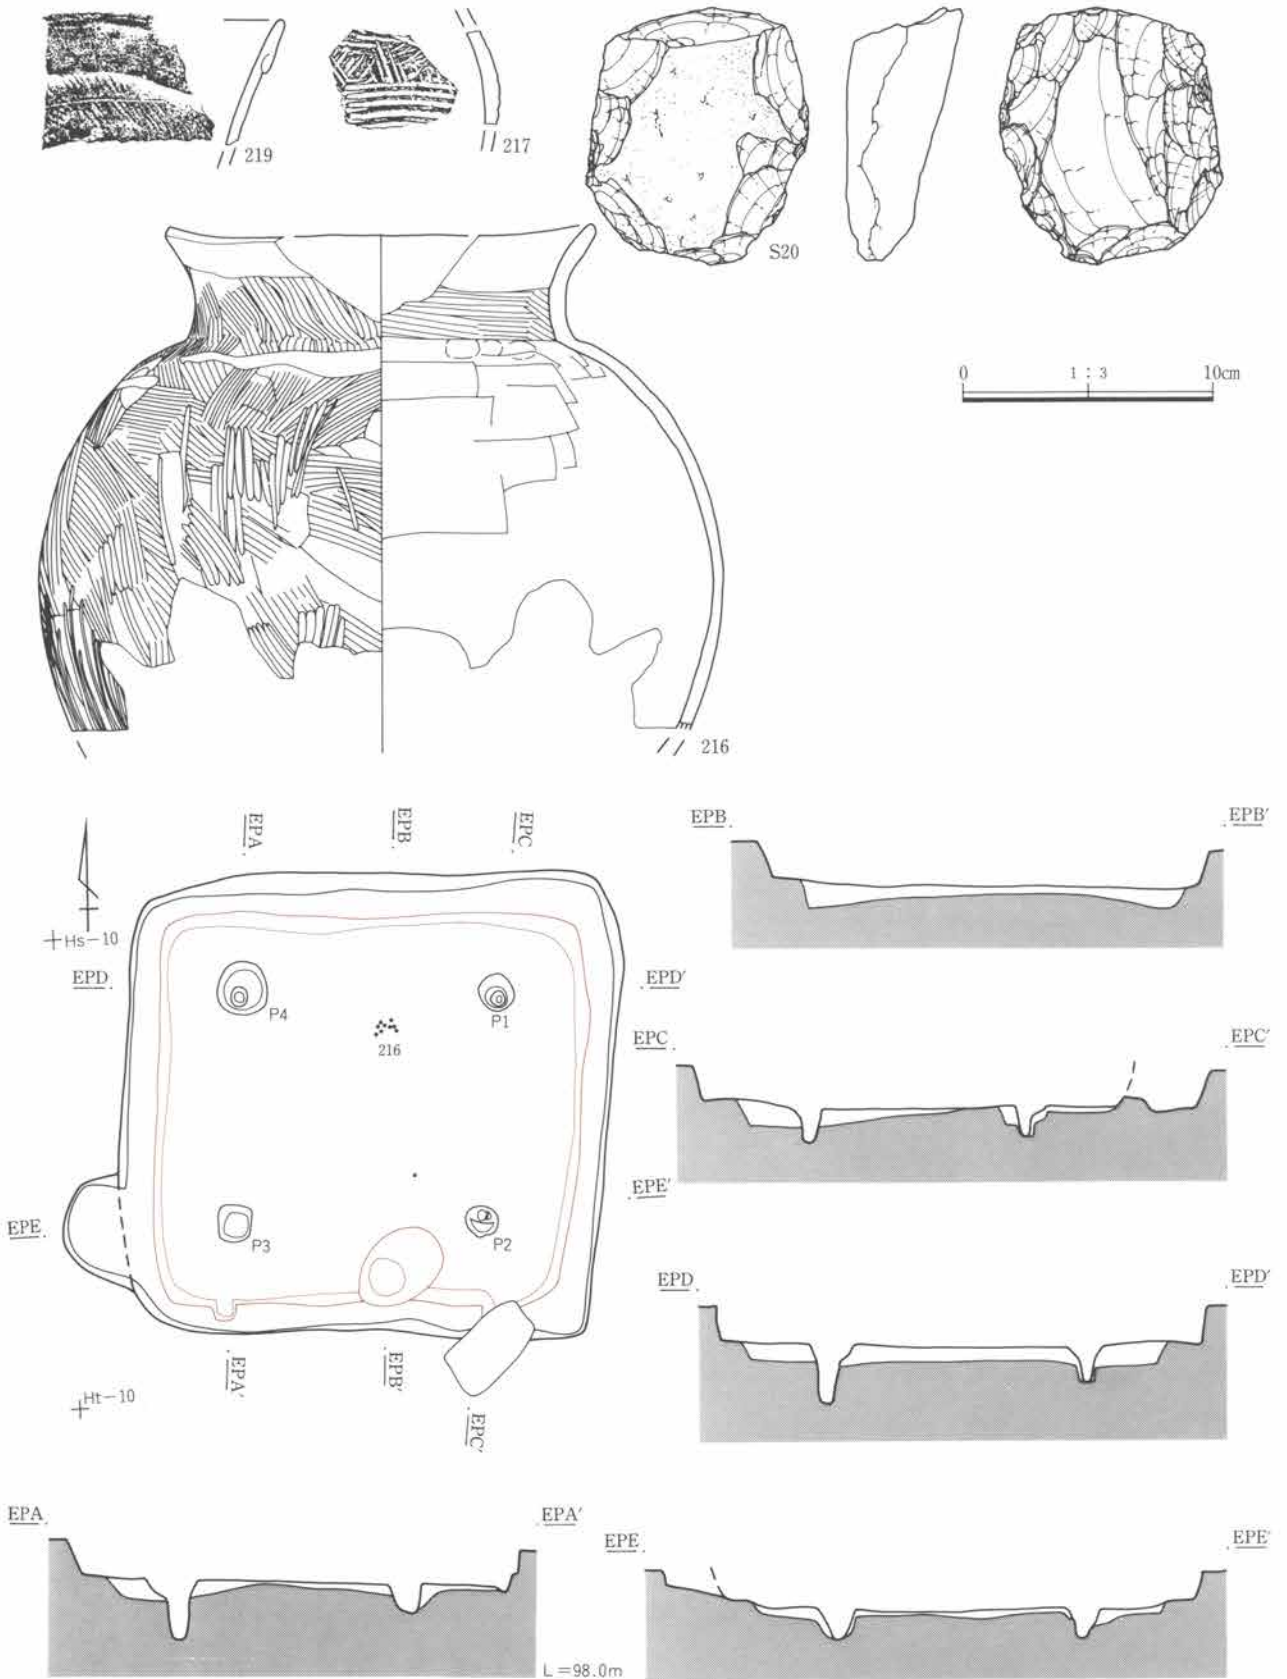 219
217
S20
0 1:3 10cm
216
EPA
EPB
EPC
EPB
EPB′
Hs-10
EPD
EPD′
P4
P1
216
EPC
EPC′
EPE′
EPE
P3
P2
EPD
EPD′
EPA′
EPB′
EPC′
Ht-10
EPA
EPA′
EPE
EPE′
L=98.0m